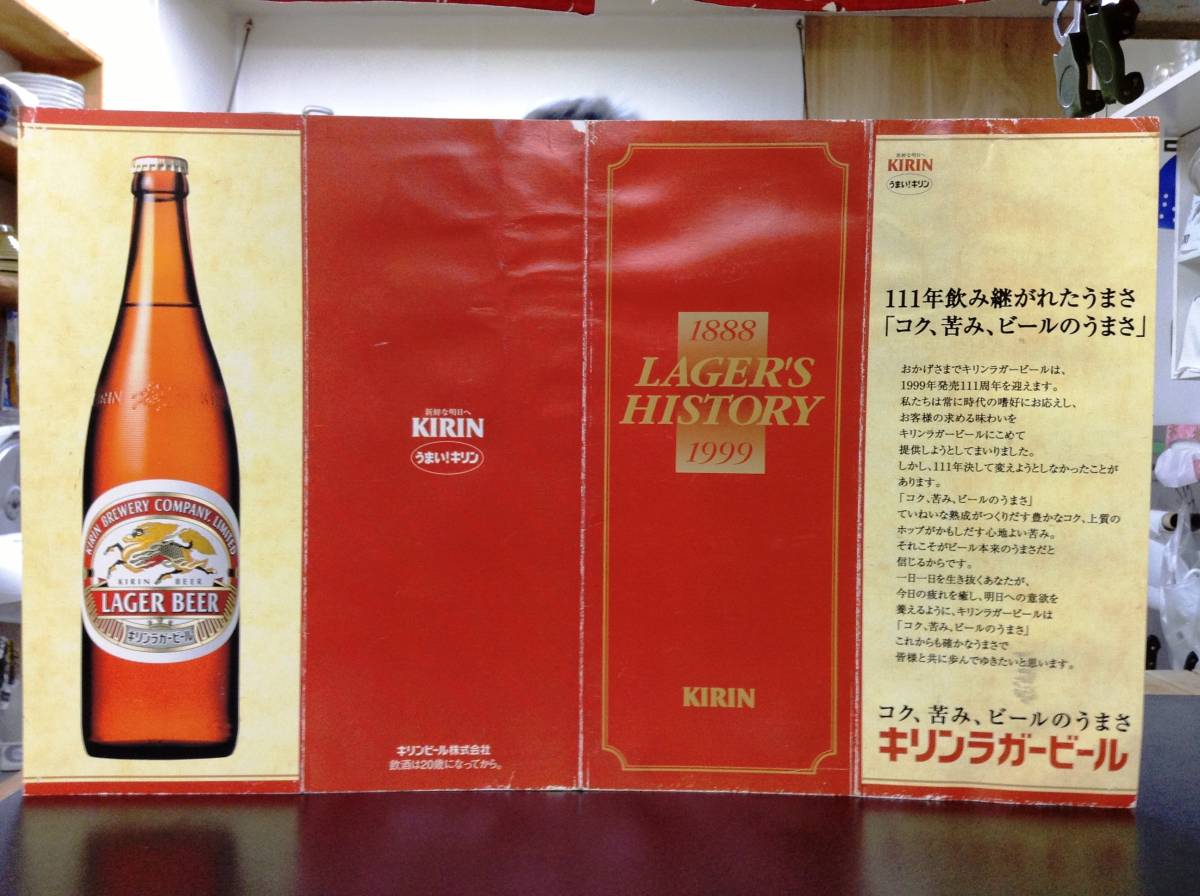 KIRIN
KIRIN BREWERY COMPANY, LIMITED
KIRIN BEER
LAGER BEER
キリンラガービール
新鮮な明日へ
KIRIN
うまい!キリン
キリンビール株式会社
飲酒は20歳になってから。
1888
LAGER'S
HISTORY
1999
KIRIN
新鮮な明日へ
KIRIN
うまい!キリン
111年飲み継がれたうまさ
「コク、苦み、ビールのうまさ」
おかげさまでキリンラガービールは、
1999年発売111周年を迎えます。
私たちは常に時代の嗜好にお応えし、
お客様の求める味わいを
キリンラガービールにこめて
提供しようとしてまいりました。
しかし、111年決して変えようとしなかったことが
あります。
「コク、苦み、ビールのうまさ」
ていねいな熟成がつくりだす豊かなコク、上質の
ホップがかもしだす心地よい苦み。
それこそがビール本来のうまさだと
信じるからです。
一日一日を生き抜くあなたが、
今日の疲れを癒し、明日への意欲を
養えるように、キリンラガービールは
「コク、苦み、ビールのうまさ」
これからも確かなうまさで
皆様と共に歩んでゆきたいと思います。
コク、苦み、ビールのうまさ
キリンラガービール